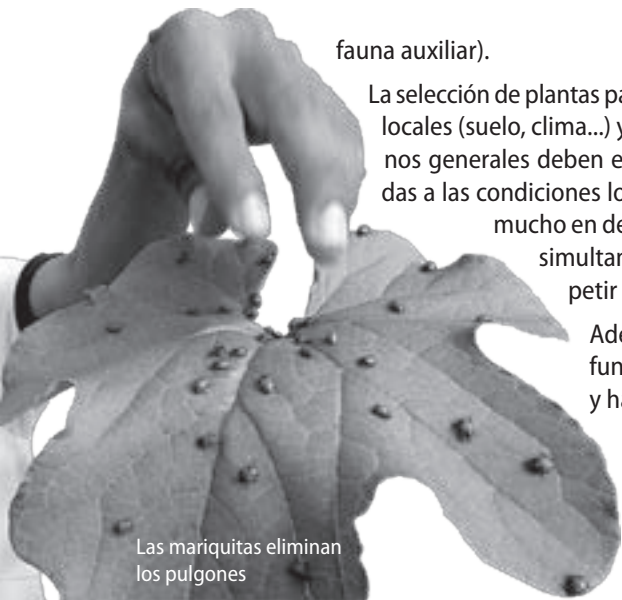 fauna auxiliar).
La selección de plantas pa
locales (suelo, clima...) y
nos generales deben e
das a las condiciones lo
mucho en de
simultan
petir
Ade
fun
y ha
Las mariquitas eliminan
los pulgones